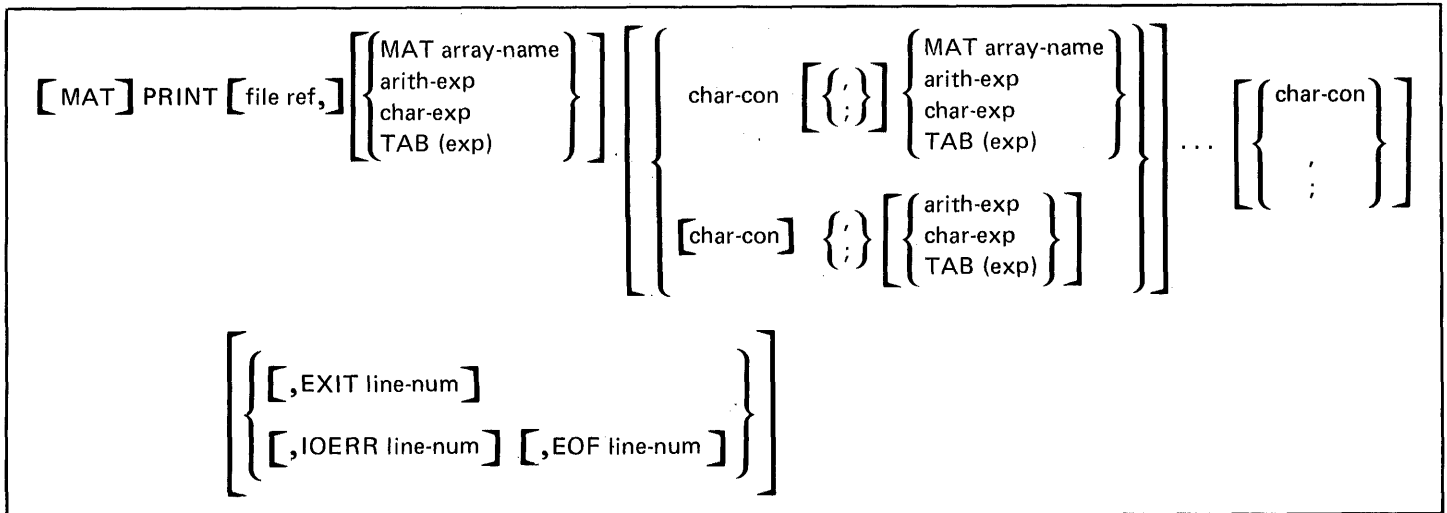 [MAT] PRINT [file ref,] [{MAT array-name
arith-exp
char-exp
TAB (exp)}]
[{char-con [{,
;}] {MAT array-name
arith-exp
char-exp
TAB (exp)}
[char-con] {,
;} [{arith-exp
char-exp
TAB (exp)}]}] ... [{char-con
,
;}]
[{[,EXIT line-num]
[,IOERR line-num] [,EOF line-num]}]